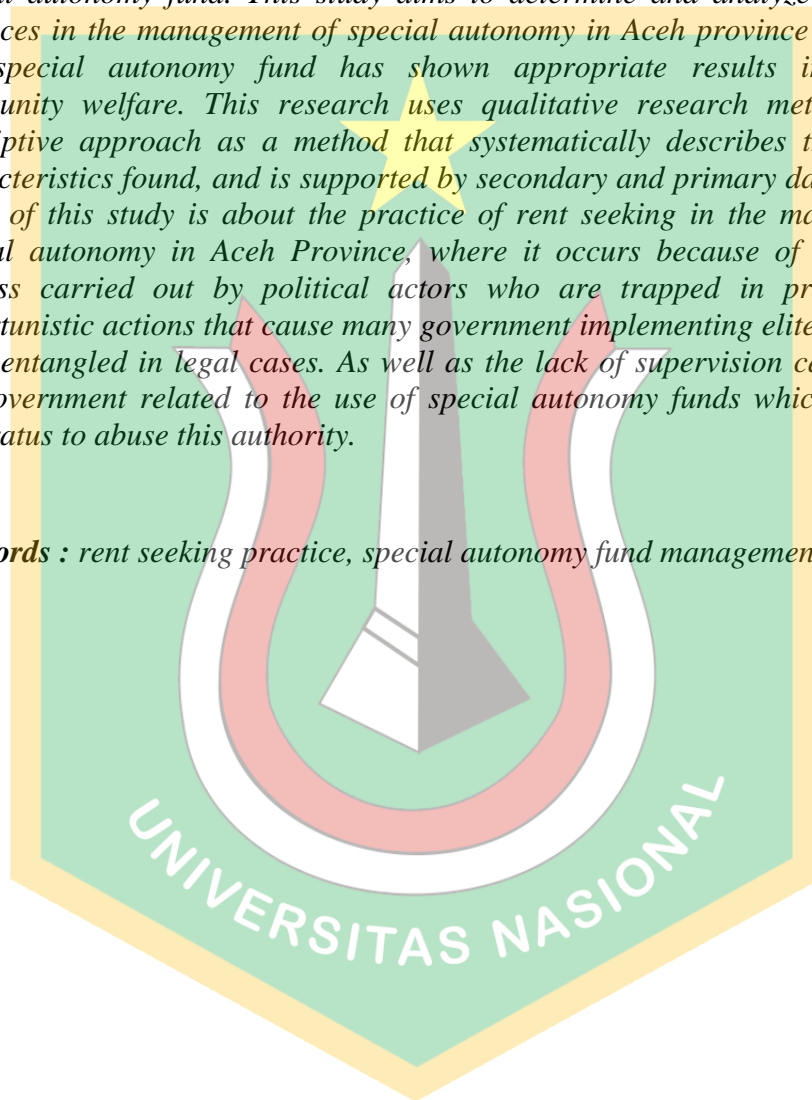 al autonomy fund. This study aims to determine and analyze
ces in the management of special autonomy in Aceh province
special autonomy fund has shown appropriate results i
unity welfare. This research uses qualitative research met
iptive approach as a method that systematically describes t
cteristics found, and is supported by secondary and primary da
of this study is about the practice of rent seeking in the ma
al autonomy in Aceh Province, where it occurs because of
ss carried out by political actors who are trapped in pr
tunistic actions that cause many government implementing elite
entangled in legal cases. As well as the lack of supervision ca
overnment related to the use of special autonomy funds whic
atus to abuse this authority.
ords : rent seeking practice, special autonomy fund managemen
UNIVERSITAS NASIONAL